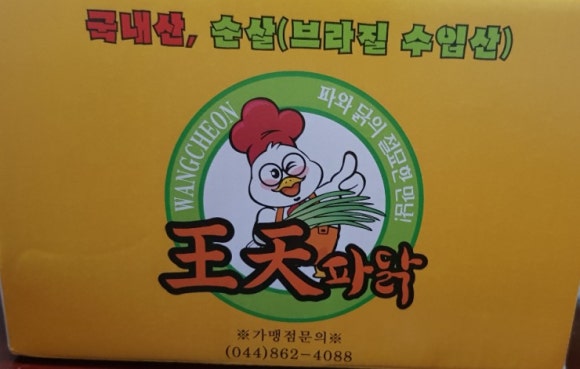 국내산, 순살(브라질 수입산)
WANGCHEON
파와 닭의 절묘한 만남!
王天파닭
※가맹점문의※
(044)862-4088